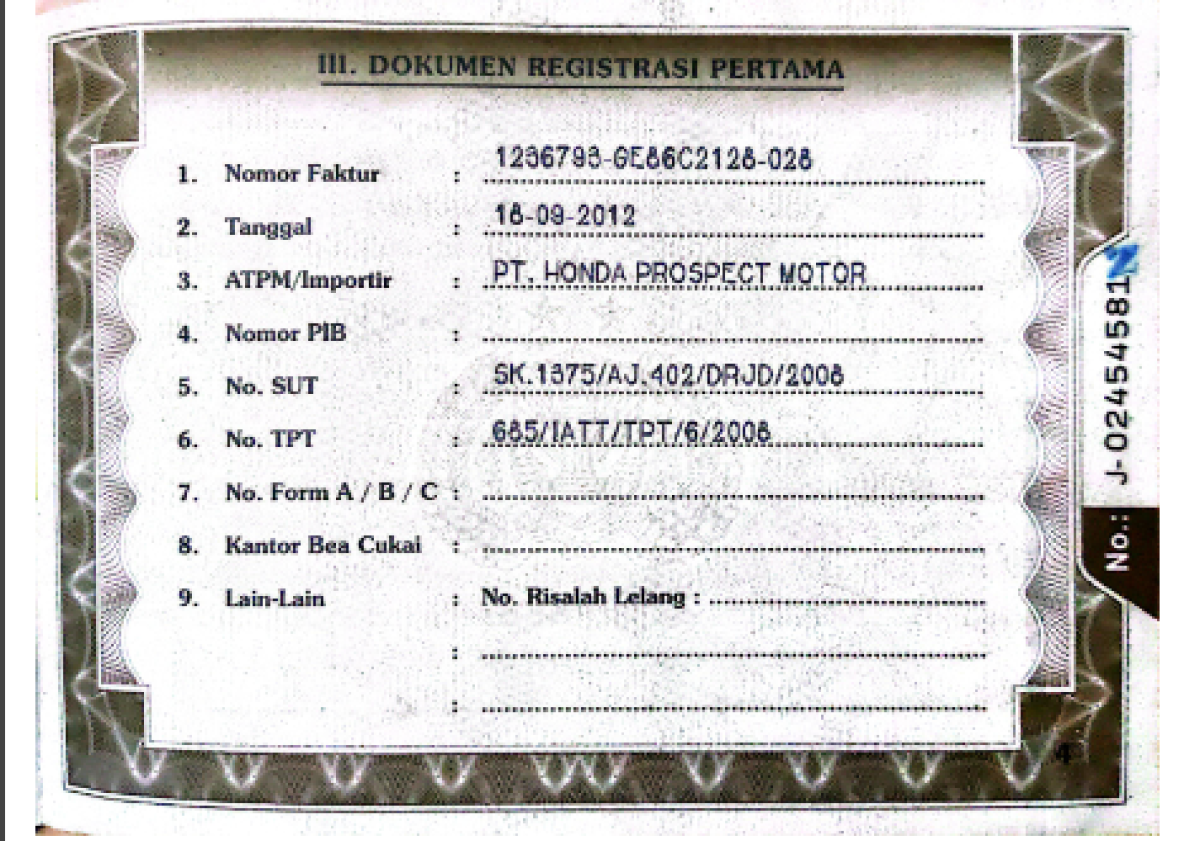 III. DOKUMEN REGISTRASI PERTAMA
1. Nomor Faktur : 1236793-GE86C2128-028
2. Tanggal : 18-09-2012
3. ATPM/Importir : PT. HONDA PROSPECT MOTOR
4. Nomor PIB :
5. No. SUT : SK.1375/AJ.402/DRJD/2008
6. No. TPT : 685/IATT/TPT/6/2008
7. No. Form A / B / C :
8. Kantor Bea Cukai :
9. Lain-Lain : No. Risalah Lelang :
:
:
4
No.: J-02454581N